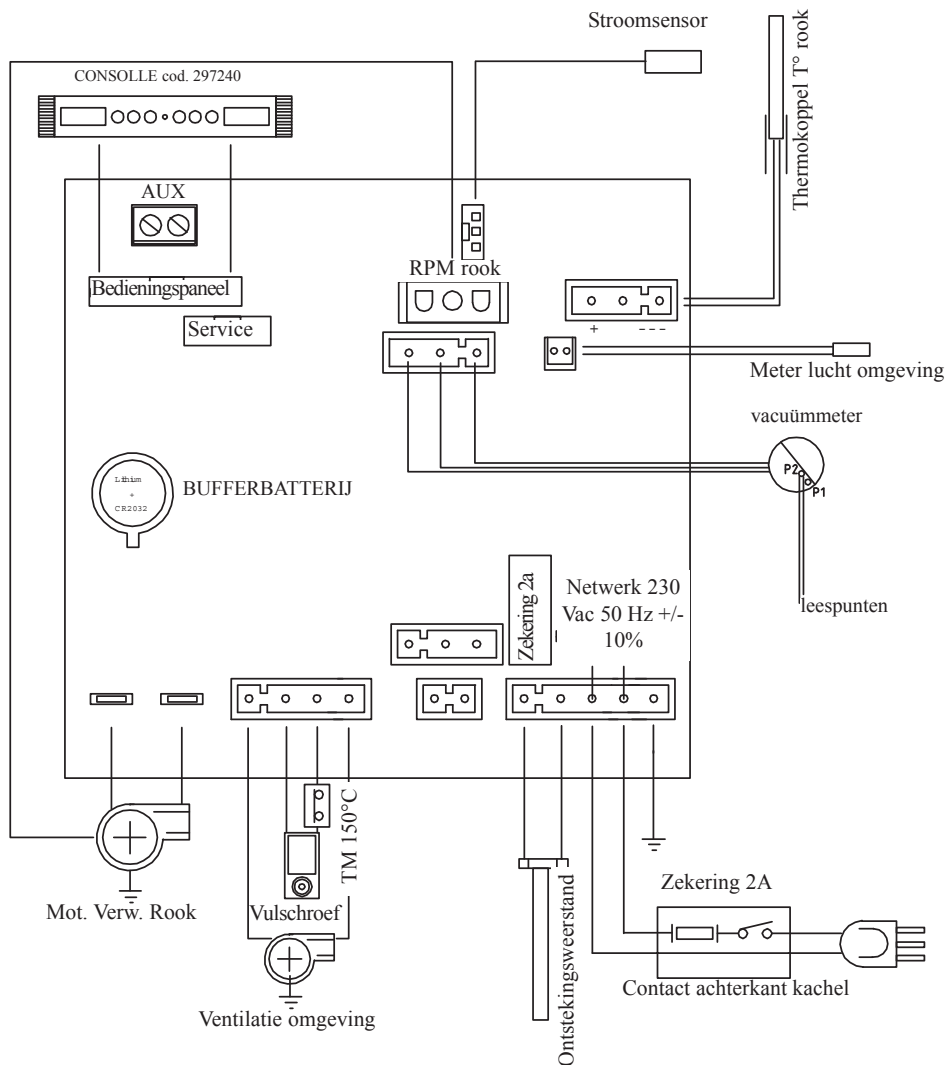 Stroomsensor
Thermokoppel T° rook
CONSOLLE cod. 297240
AUX
RPM rook
Bedieningspaneel
Service
+
---
Meter lucht omgeving
vacuümmeter
P2
P1
Lithium
+
CR2032
BUFFERBATTERIJ
leespunten
Zekering 2a
Netwerk 230
Vac 50 Hz +/-
10%
TM 150°C
Mot. Verw. Rook
Vulschroef
Ventilatie omgeving
Ontstekingsweerstand
Zekering 2A
Contact achterkant kachel